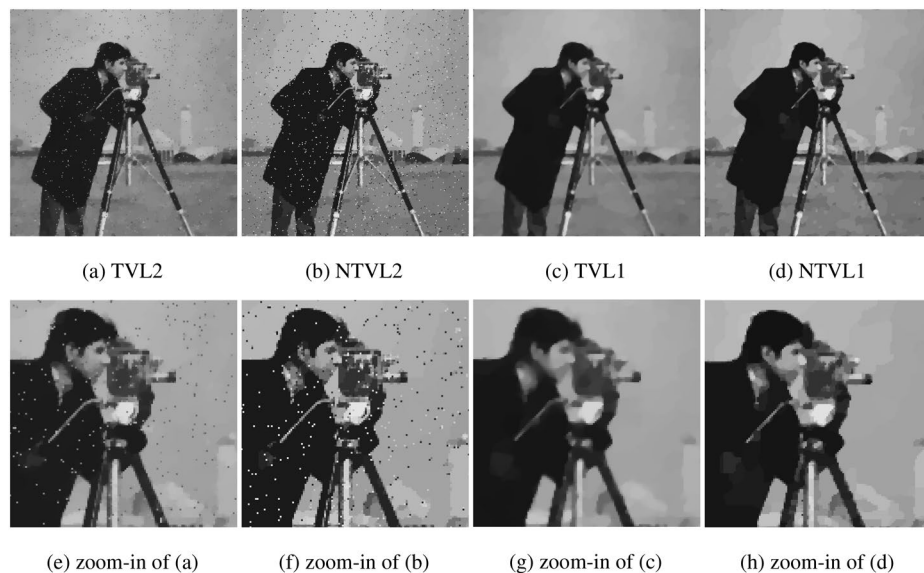 (a) TVL2
(b) NTVL2
(c) TVL1
(d) NTVL1
(e) zoom-in of (a)
(f) zoom-in of (b)
(g) zoom-in of (c)
(h) zoom-in of (d)